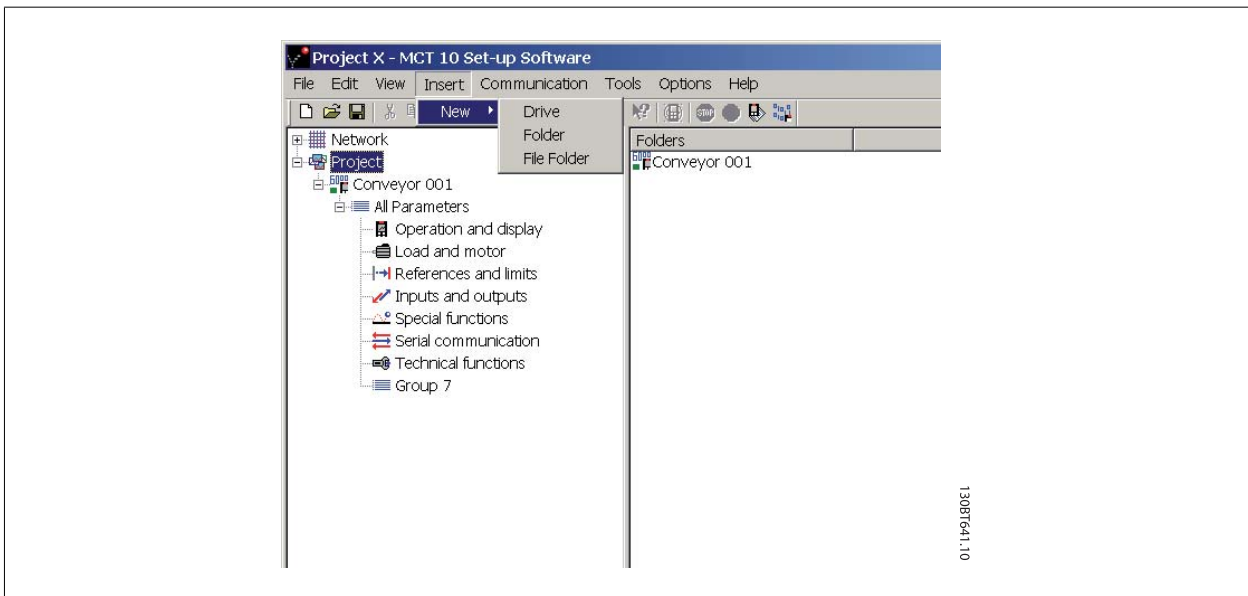 Project X - MCT 10 Set-up Software
File Edit View Insert Communication Tools Options Help
New
Drive
Folder
File Folder
Network
Project
Conveyor 001
All Parameters
Operation and display
Load and motor
References and limits
Inputs and outputs
Special functions
Serial communication
Technical functions
Group 7
Folders
Conveyor 001
130BT641.10